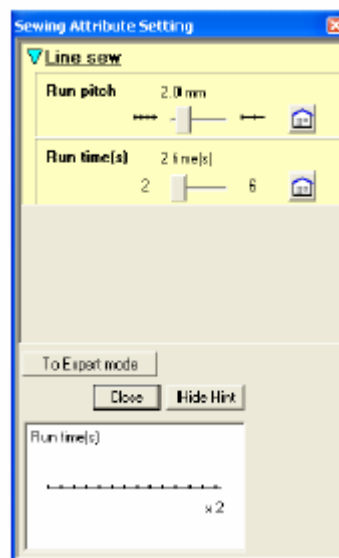 Sewing Attribute Setting
Line sew
Run pitch 2.0 mm
Run time(s) 2 time(s)
2 6
To Expert mode
Close Hide Hint
Run time(s)
x 2